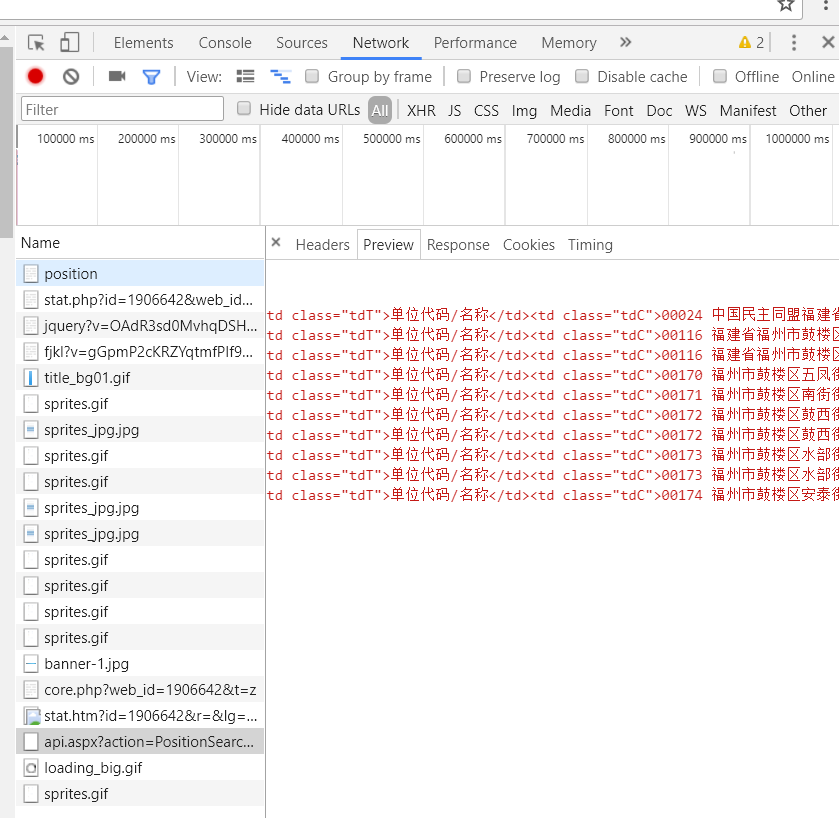 Elements Console Sources Network Performance Memory » 2
View: Group by frame Preserve log Disable cache Offline Online
Filter Hide data URLs All XHR JS CSS Img Media Font Doc WS Manifest Other
100000 ms 200000 ms 300000 ms 400000 ms 500000 ms 600000 ms 700000 ms 800000 ms 900000 ms 1000000 ms
Name
× Headers Preview Response Cookies Timing
position
stat.php?id=1906642&web_id...
jquery?v=OAdR3sd0MvhqDSH...
fjkl?v=gGpmP2cKRZYqtmfPIf9...
title_bg01.gif
sprites.gif
sprites_jpg.jpg
sprites.gif
sprites.gif
sprites_jpg.jpg
sprites_jpg.jpg
sprites.gif
sprites.gif
sprites.gif
sprites.gif
banner-1.jpg
core.php?web_id=1906642&t=z
stat.htm?id=1906642&r=&lg=...
api.aspx?action=PositionSearc...
loading_big.gif
sprites.gif
td class="tdT">单位代码/名称</td><td class="tdC">00024 中国民主同盟福建省
td class="tdT">单位代码/名称</td><td class="tdC">00116 福建省福州市鼓楼区
td class="tdT">单位代码/名称</td><td class="tdC">00116 福建省福州市鼓楼区
td class="tdT">单位代码/名称</td><td class="tdC">00170 福州市鼓楼区五凤街
td class="tdT">单位代码/名称</td><td class="tdC">00171 福州市鼓楼区南街街
td class="tdT">单位代码/名称</td><td class="tdC">00172 福州市鼓楼区鼓西街
td class="tdT">单位代码/名称</td><td class="tdC">00172 福州市鼓楼区鼓西街
td class="tdT">单位代码/名称</td><td class="tdC">00173 福州市鼓楼区水部街
td class="tdT">单位代码/名称</td><td class="tdC">00173 福州市鼓楼区水部街
td class="tdT">单位代码/名称</td><td class="tdC">00174 福州市鼓楼区安泰街